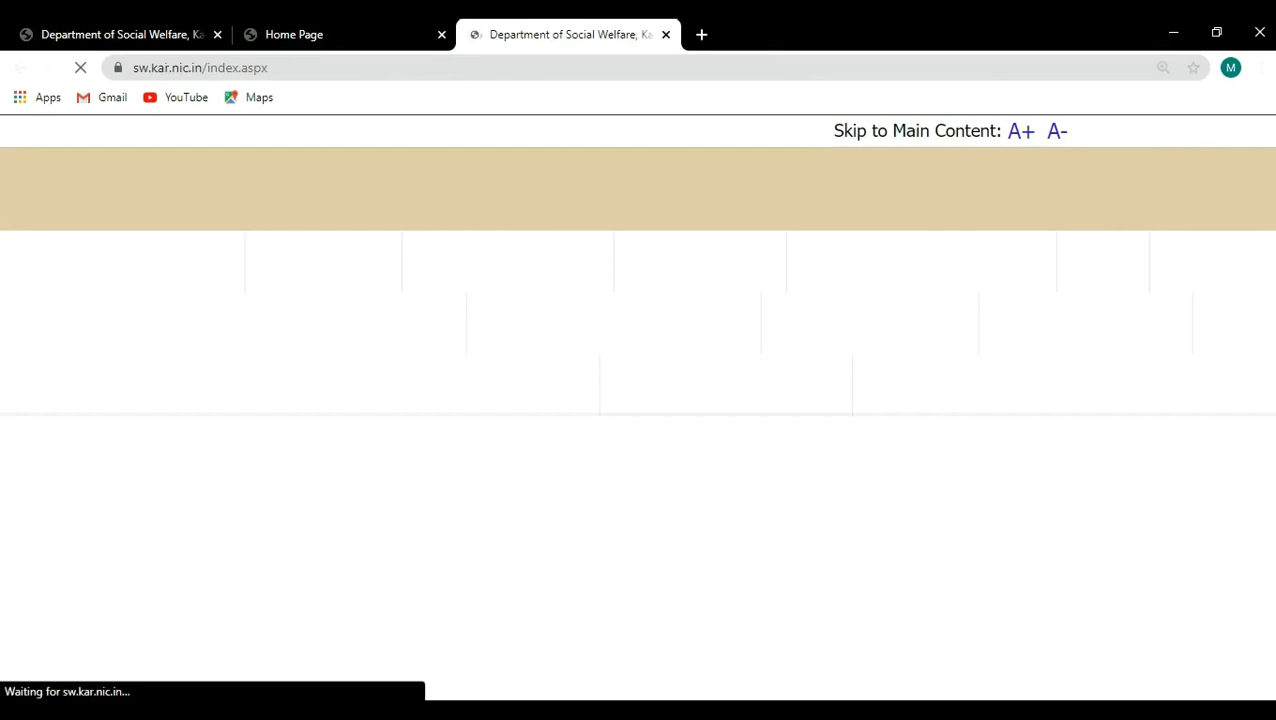 Department of Social Welfare, Ka
Home Page
Department of Social Welfare, Ka
sw.kar.nic.in/index.aspx
M
Apps
Gmail
YouTube
Maps
Skip to Main Content: A+ A-
Waiting for sw.kar.nic.in...